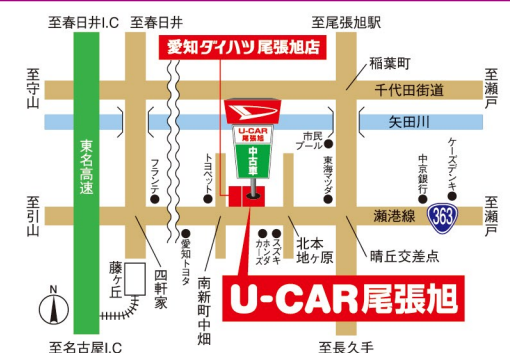 至春日井I.C
至春日井
至尾張旭駅
愛知ダイハツ尾張旭店
稲葉町
至守山
千代田街道
至瀬戸
矢田川
U-CAR
尾張旭
中古車
市民プール
東名高速
フランテ
トヨペット
東海マツダ
中京銀行
ケーズデンキ
至引山
瀬港線
363
至瀬戸
愛知トヨタ
ホンダカーズ
スズキ
北本地ヶ原
晴丘交差点
藤ヶ丘
四軒家
南新町中畑
U-CAR尾張旭
N
至名古屋I.C
至長久手